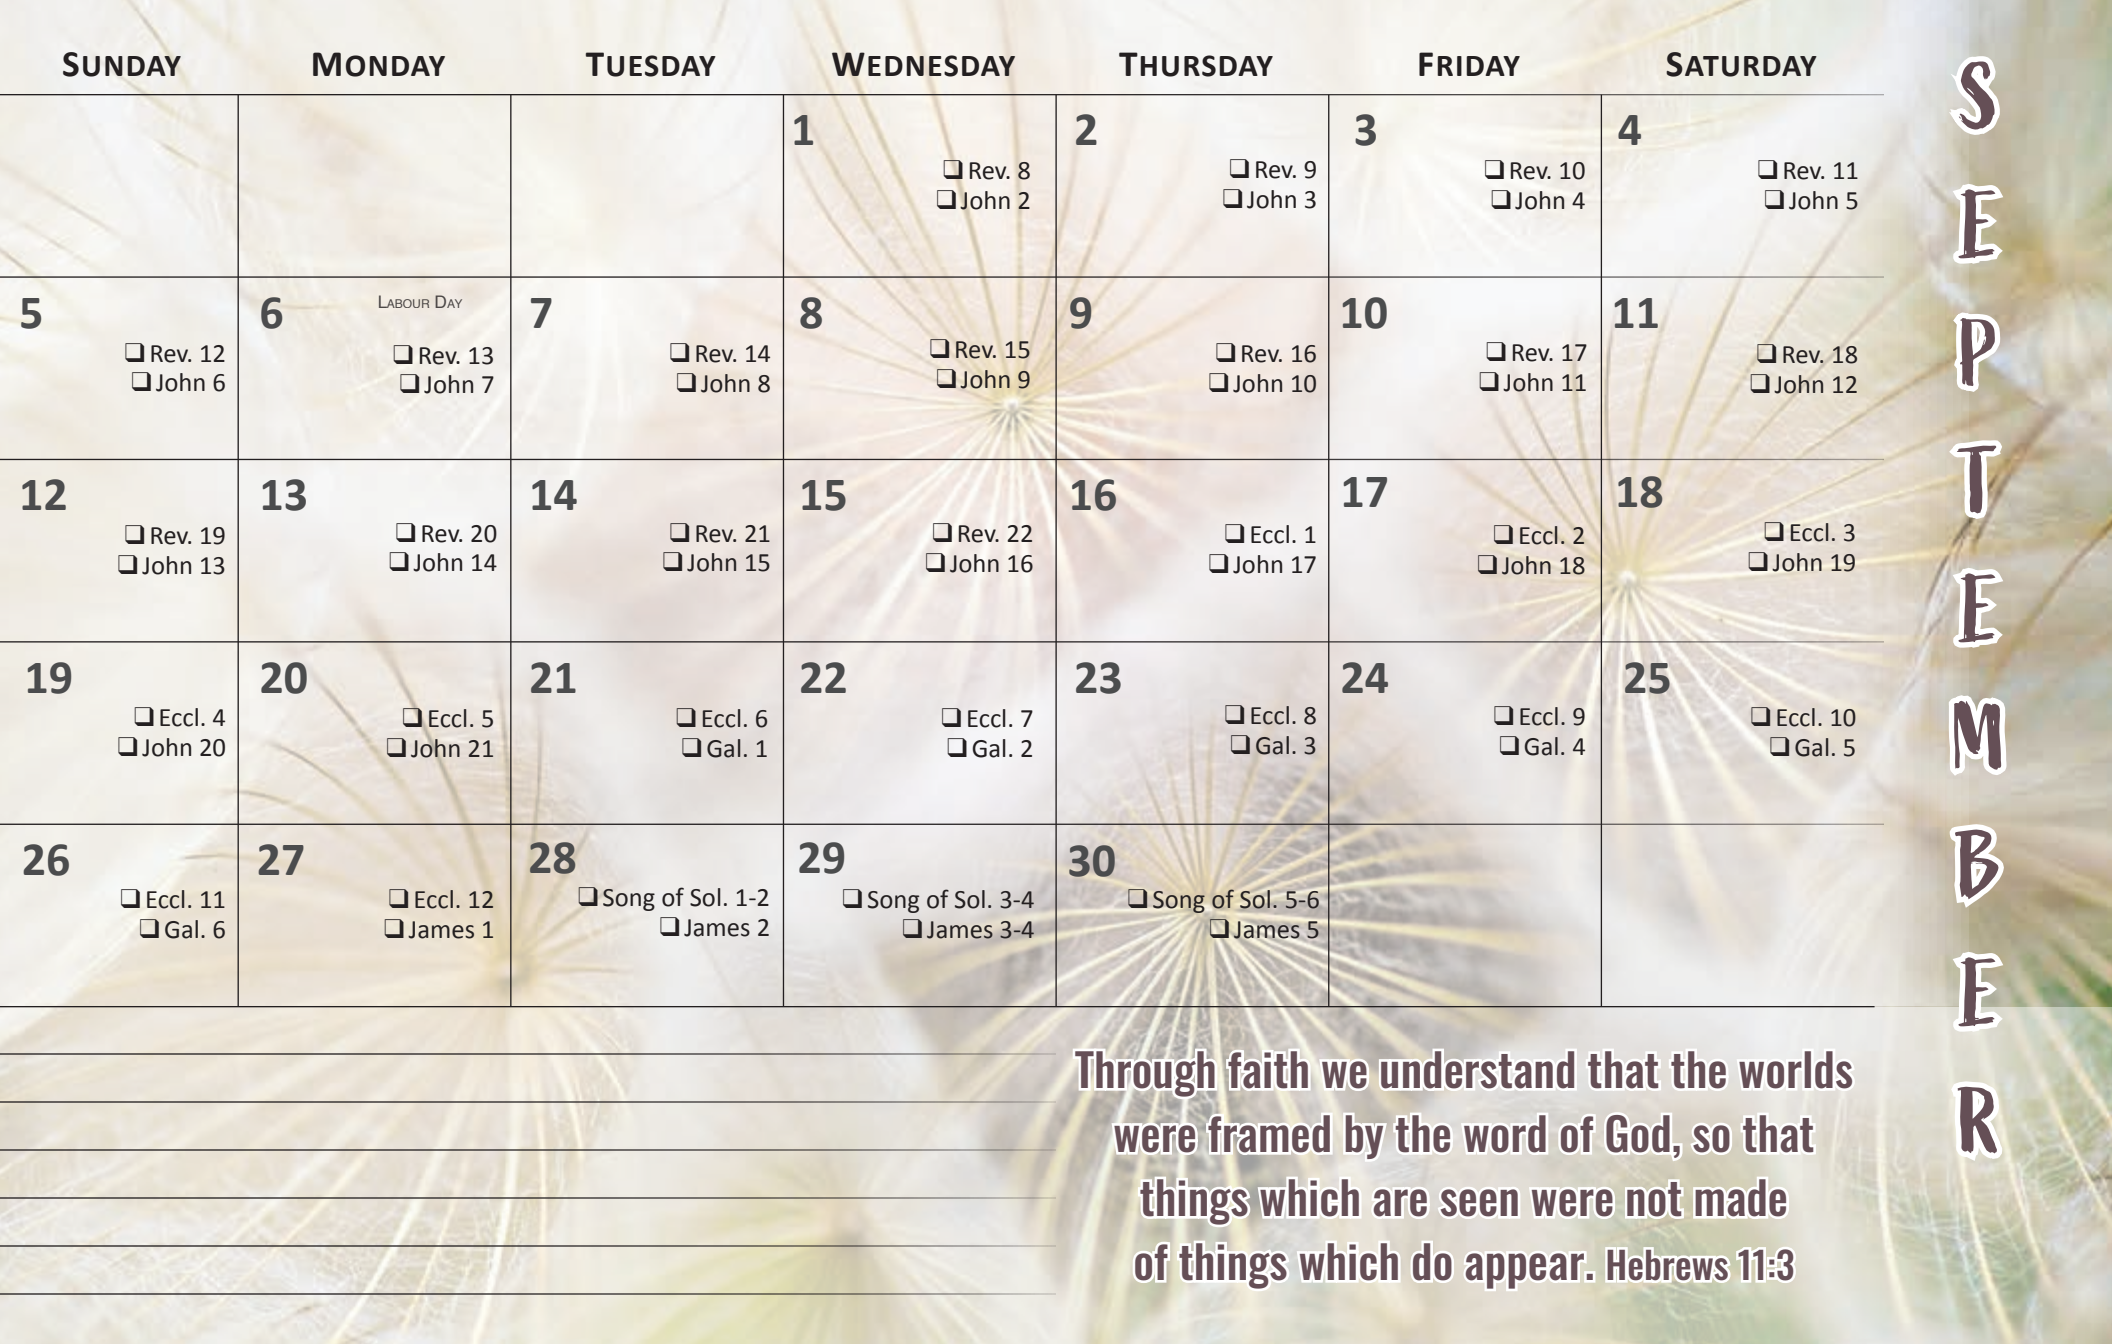 SUNDAY MONDAY TUESDAY WEDNESDAY THURSDAY FRIDAY SATURDAY
1
❑ Rev. 8
❑ John 2
2
❑ Rev. 9
❑ John 3
3
❑ Rev. 10
❑ John 4
4
❑ Rev. 11
❑ John 5
5
❑ Rev. 12
❑ John 6
6
LABOUR DAY
❑ Rev. 13
❑ John 7
7
❑ Rev. 14
❑ John 8
8
❑ Rev. 15
❑ John 9
9
❑ Rev. 16
❑ John 10
10
❑ Rev. 17
❑ John 11
11
❑ Rev. 18
❑ John 12
12
❑ Rev. 19
❑ John 13
13
❑ Rev. 20
❑ John 14
14
❑ Rev. 21
❑ John 15
15
❑ Rev. 22
❑ John 16
16
❑ Eccl. 1
❑ John 17
17
❑ Eccl. 2
❑ John 18
18
❑ Eccl. 3
❑ John 19
19
❑ Eccl. 4
❑ John 20
20
❑ Eccl. 5
❑ John 21
21
❑ Eccl. 6
❑ Gal. 1
22
❑ Eccl. 7
❑ Gal. 2
23
❑ Eccl. 8
❑ Gal. 3
24
❑ Eccl. 9
❑ Gal. 4
25
❑ Eccl. 10
❑ Gal. 5
26
❑ Eccl. 11
❑ Gal. 6
27
❑ Eccl. 12
❑ James 1
28
❑ Song of Sol. 1-2
❑ James 2
29
❑ Song of Sol. 3-4
❑ James 3-4
30
❑ Song of Sol. 5-6
❑ James 5
Through faith we understand that the worlds
were framed by the word of God, so that
things which are seen were not made
of things which do appear. Hebrews 11:3
SEPTEMBER